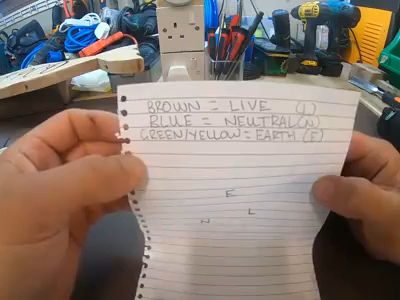 BROWN = LIVE (L)
BLUE = NEUTRAL (N)
GREEN/YELLOW = EARTH (E)
E
L
N